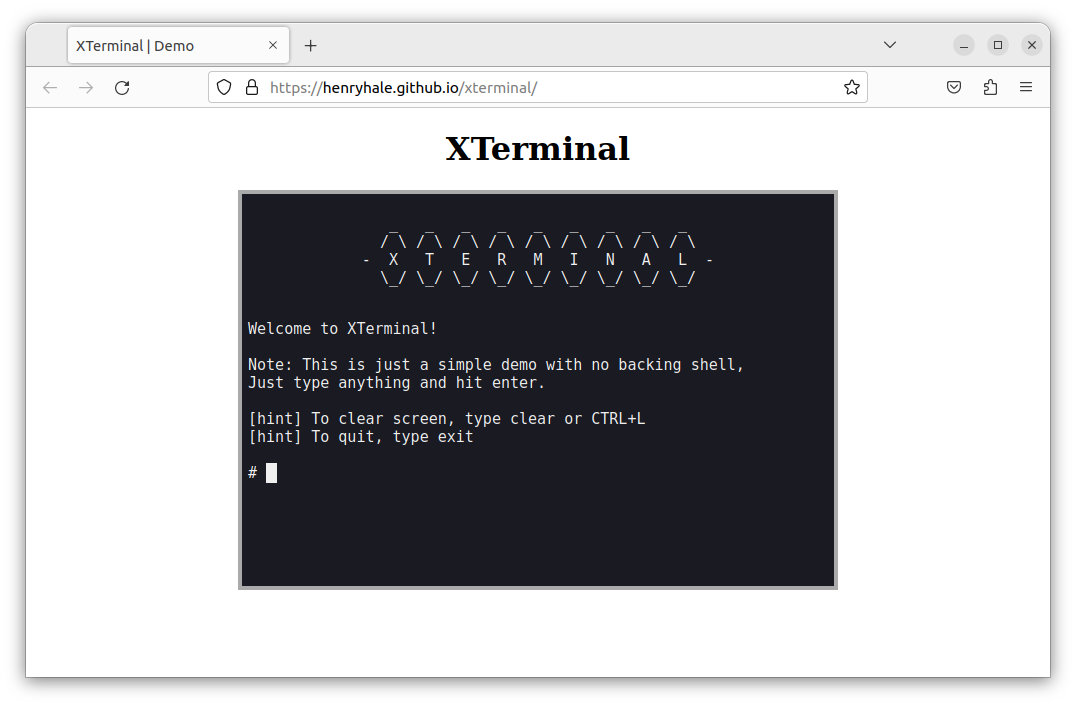 XTerminal | Demo
https://henryhale.github.io/xterminal/
XTerminal
   _   _   _   _   _   _   _   _   _
  / \ / \ / \ / \ / \ / \ / \ / \ / \
-  X   T   E   R   M   I   N   A   L  -
  \_/ \_/ \_/ \_/ \_/ \_/ \_/ \_/ \_/
Welcome to XTerminal!
Note: This is just a simple demo with no backing shell,
Just type anything and hit enter.
[hint] To clear screen, type clear or CTRL+L
[hint] To quit, type exit
#